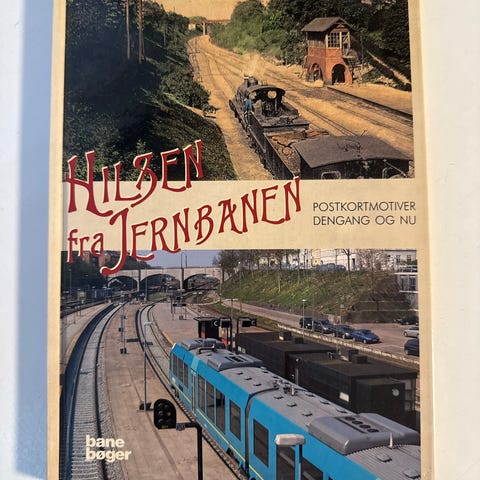 HILSEN
fra JERNBANEN
POSTKORTMOTIVER
DENGANG OG NU
bane
bøger